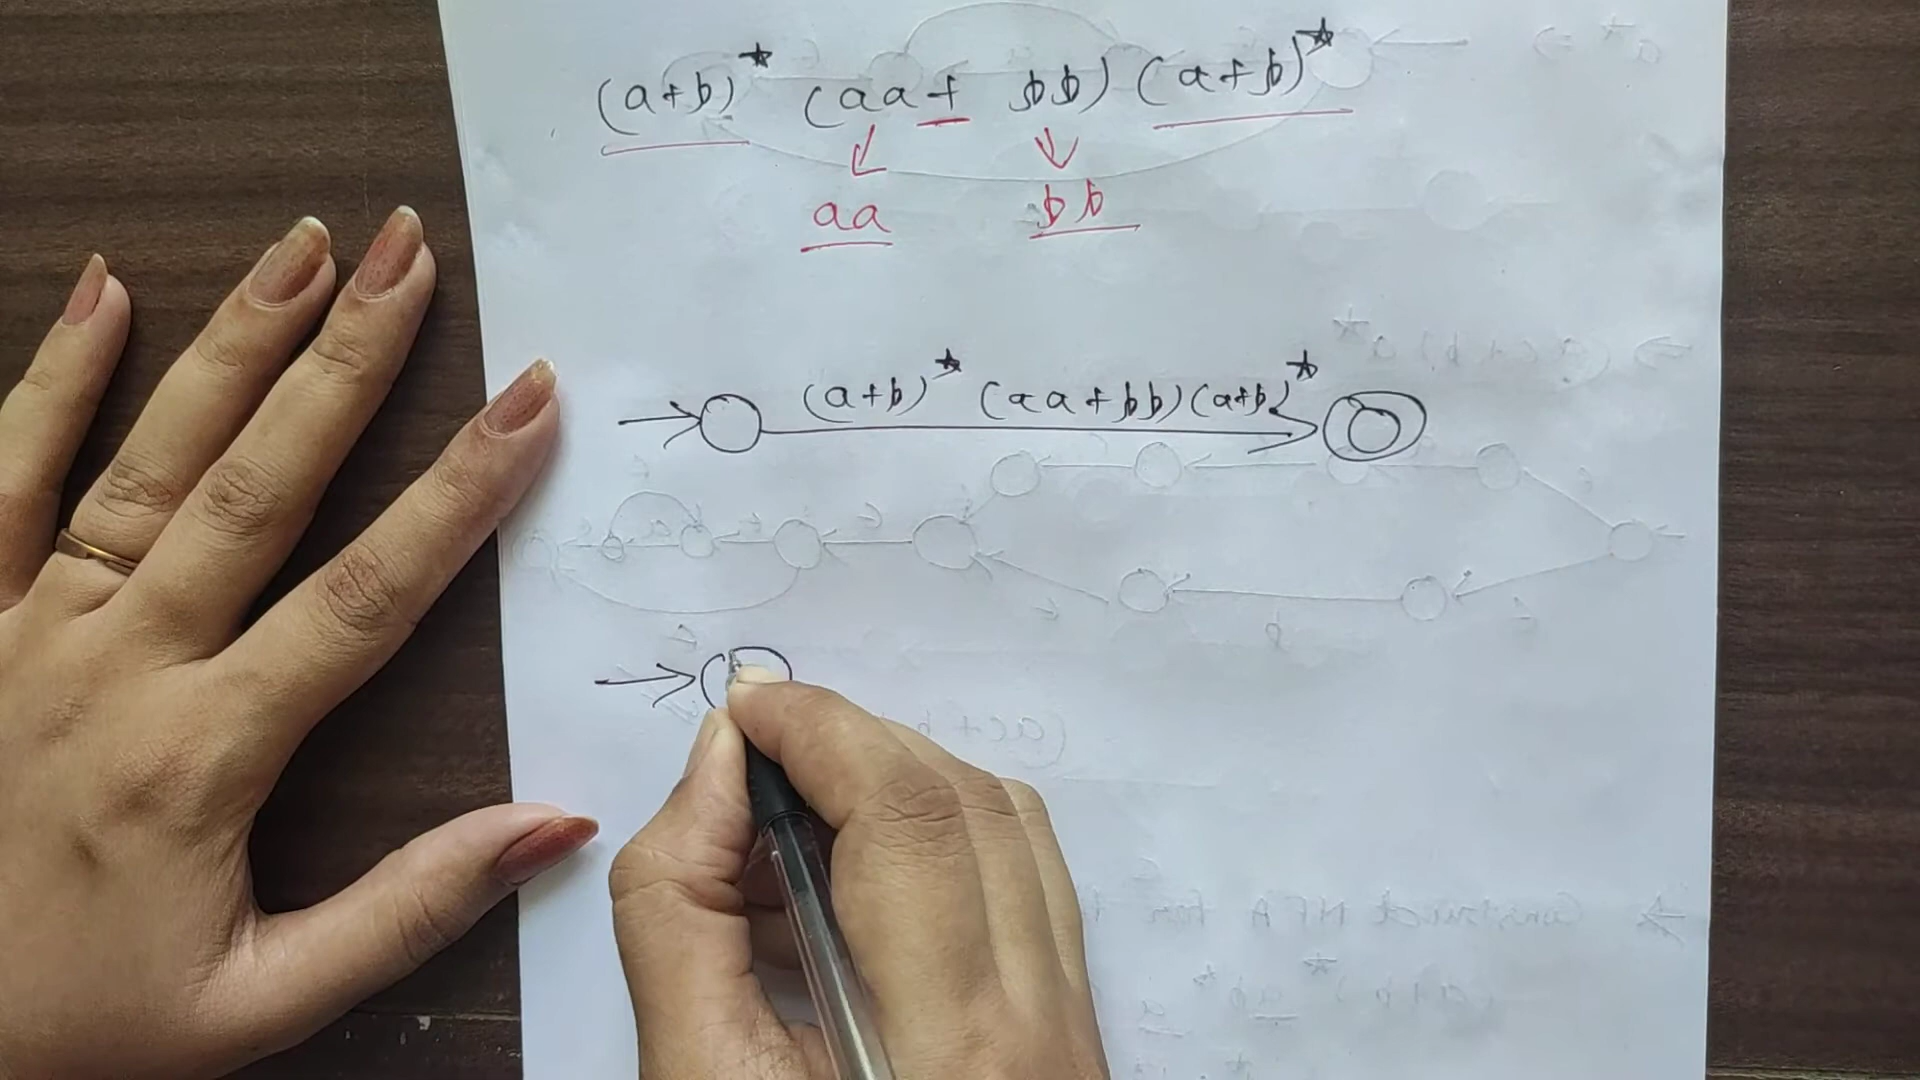 (a+b)* (aa + bb) (a+b)*
aa bb
(a+b)* (aa+bb)(a+b)*